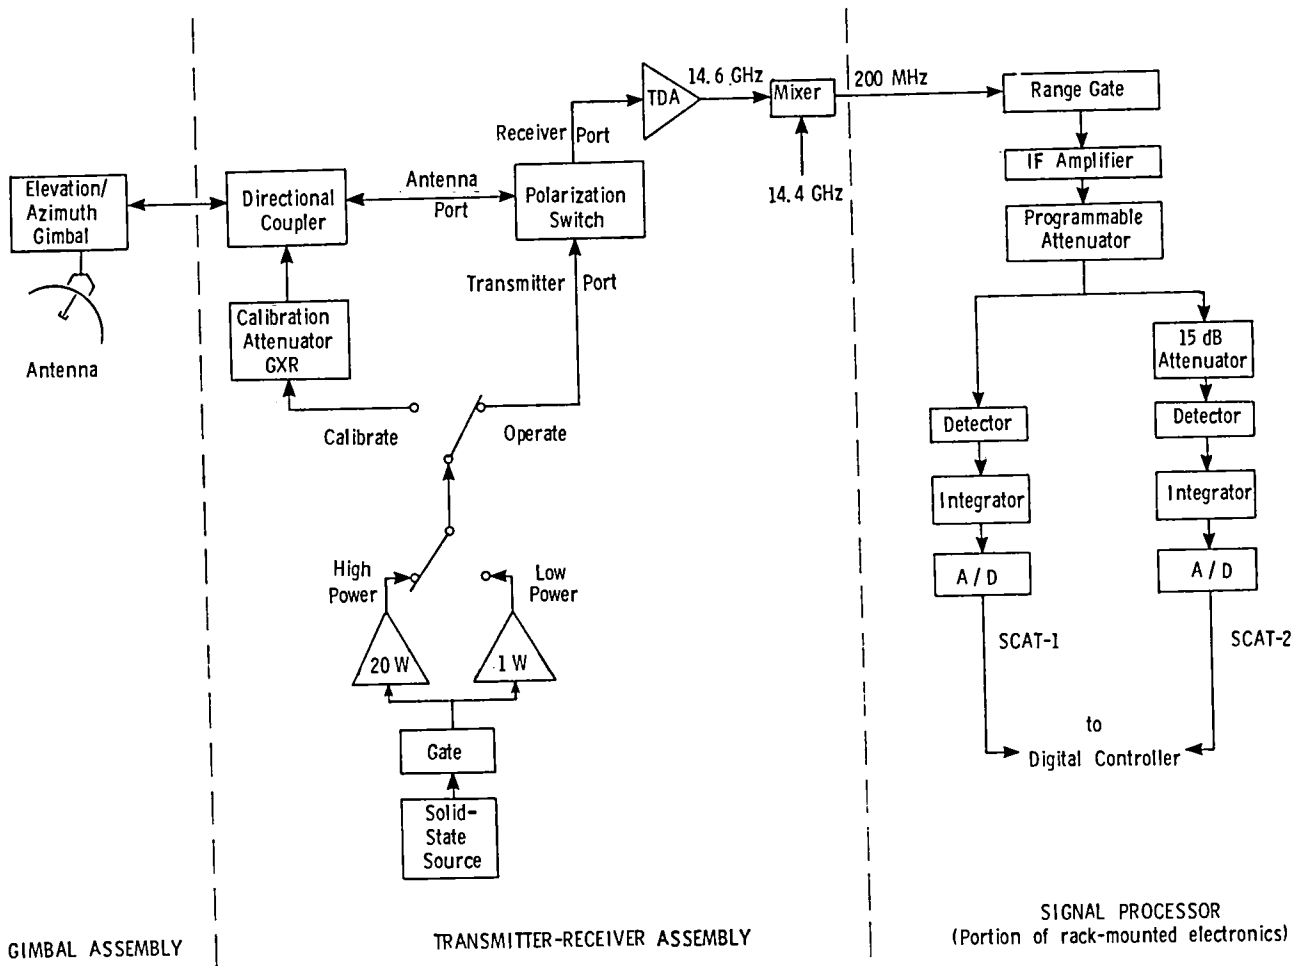 14.6 GHz
TDA
Mixer
200 MHz
Range Gate
Receiver Port
14.4 GHz
IF Amplifier
Elevation/
Azimuth
Gimbal
Directional
Coupler
Antenna
Port
Polarization
Switch
Programmable
Attenuator
Transmitter Port
Antenna
Calibration
Attenuator
GXR
15 dB
Attenuator
Calibrate
Operate
Detector
Detector
Integrator
Integrator
High
Power
Low
Power
A/D
A/D
20 W
1 W
SCAT-1
SCAT-2
Gate
to
Digital Controller
Solid-
State
Source
GIMBAL ASSEMBLY
TRANSMITTER-RECEIVER ASSEMBLY
SIGNAL PROCESSOR
(Portion of rack-mounted electronics)